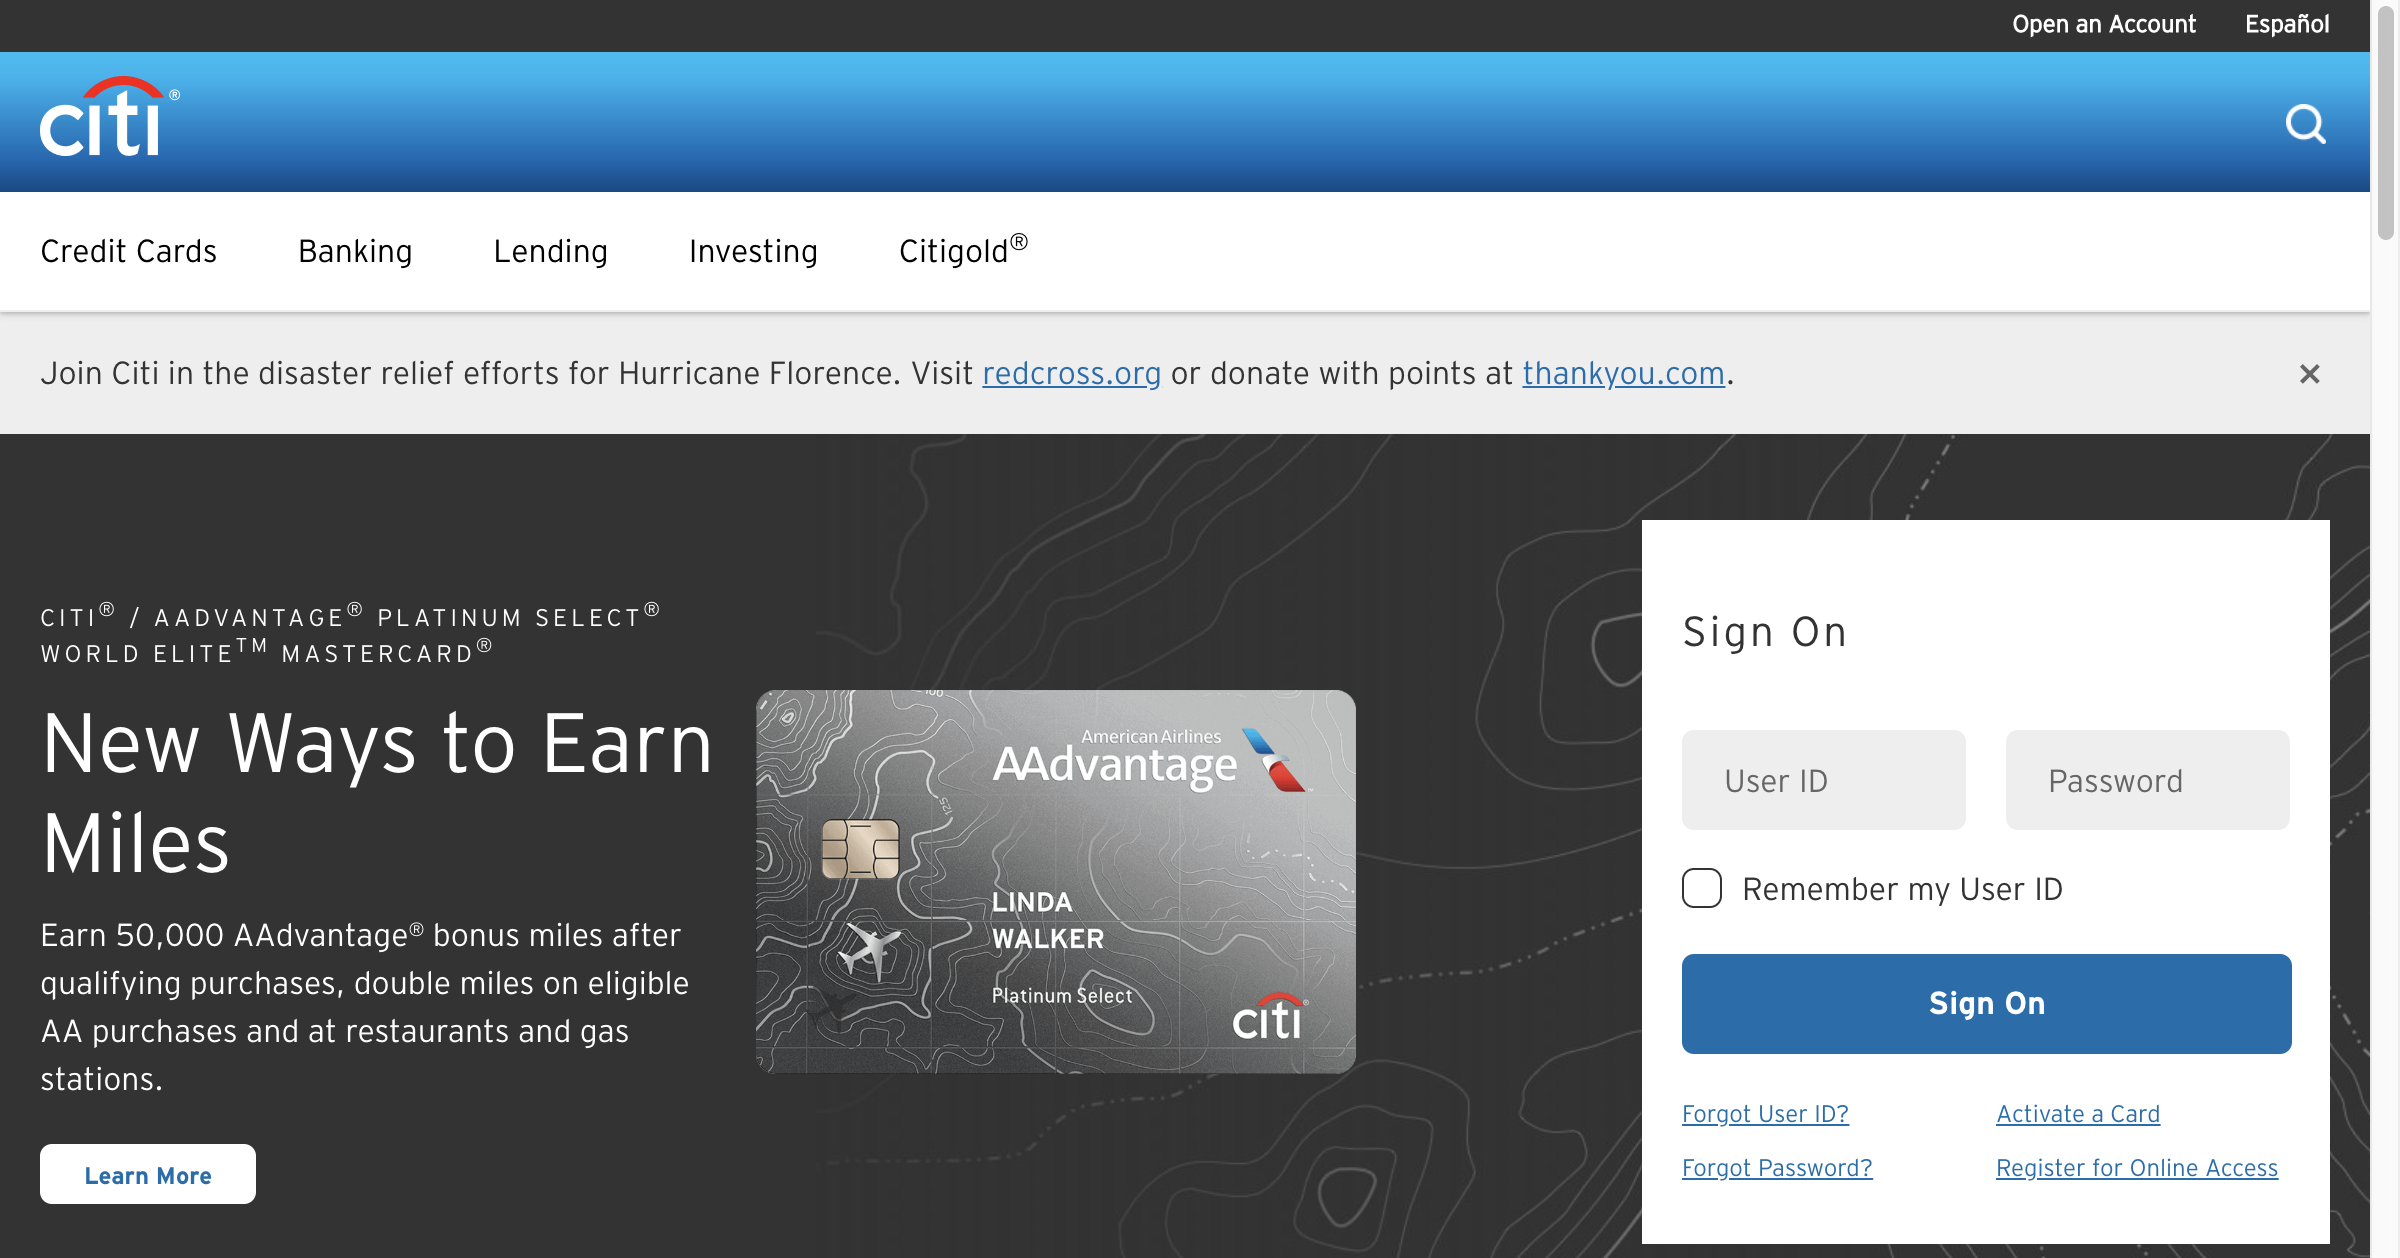 Open an Account Español
citi®
Credit Cards Banking Lending Investing Citigold®
Join Citi in the disaster relief efforts for Hurricane Florence. Visit redcross.org or donate with points at thankyou.com.
CITI® / AADVANTAGE® PLATINUM SELECT®
WORLD ELITE™ MASTERCARD®
New Ways to Earn
Miles
Earn 50,000 AAdvantage® bonus miles after
qualifying purchases, double miles on eligible
AA purchases and at restaurants and gas
stations.
Learn More
100
American Airlines
AAdvantage
125
LINDA
WALKER
Platinum Select
citi®
Sign On
User ID Password
Remember my User ID
Sign On
Forgot User ID? Activate a Card
Forgot Password? Register for Online Access